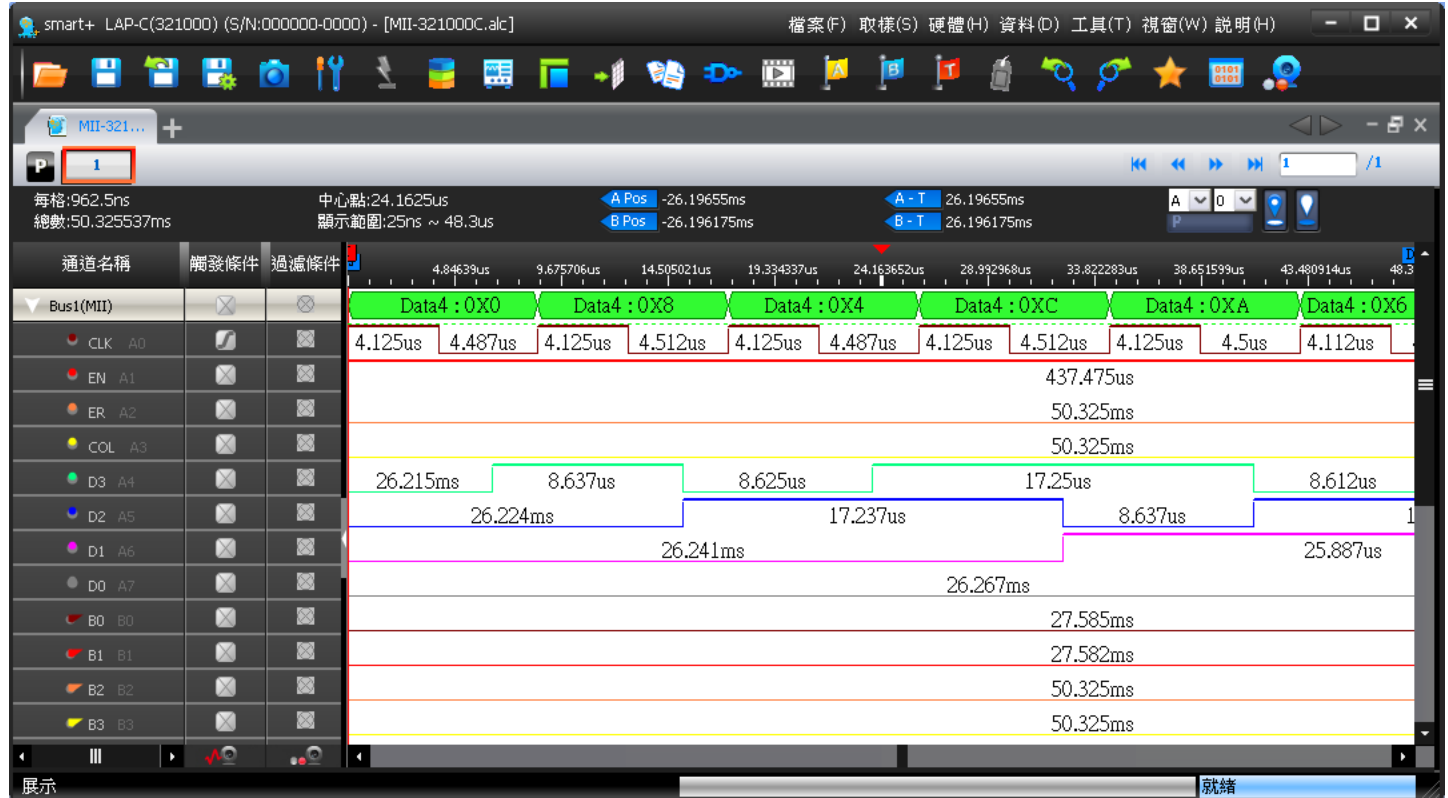 smart+ LAP-C(321000) (S/N:000000-0000) - [MII-321000C.alc] 檔案(F) 取樣(S) 硬體(H) 資料(D) 工具(T) 視窗(W) 説明(H)
A B T 0101 0101
MII-321...
P 1 1 /1
每格:962.5ns 中心點:24.1625us A Pos -26.19655ms A - T 26.19655ms A 0
總數:50.325537ms 顯示範圍:25ns ~ 48.3us B Pos -26.196175ms B - T 26.196175ms P
通道名稱 觸發條件 過濾條件 4.84639us 9.675706us 14.505021us 19.334337us 24.163652us 28.992968us 33.822283us 38.651599us 43.480914us 48.3 D
Bus1(MII) Data4:0X0 Data4:0X8 Data4:0X4 Data4:0XC Data4:0XA Data4:0X6
CLK A0 4.125us 4.487us 4.125us 4.512us 4.125us 4.487us 4.125us 4.512us 4.125us 4.5us 4.112us
EN A1 437.475us
ER A2 50.325ms
COL A3 50.325ms
D3 A4 26.215ms 8.637us 8.625us 17.25us 8.612us
D2 A5 26.224ms 17.237us 8.637us 1
D1 A6 26.241ms 25.887us
D0 A7 26.267ms
B0 B0 27.585ms
B1 B1 27.582ms
B2 B2 50.325ms
B3 B3 50.325ms
展示 就緒